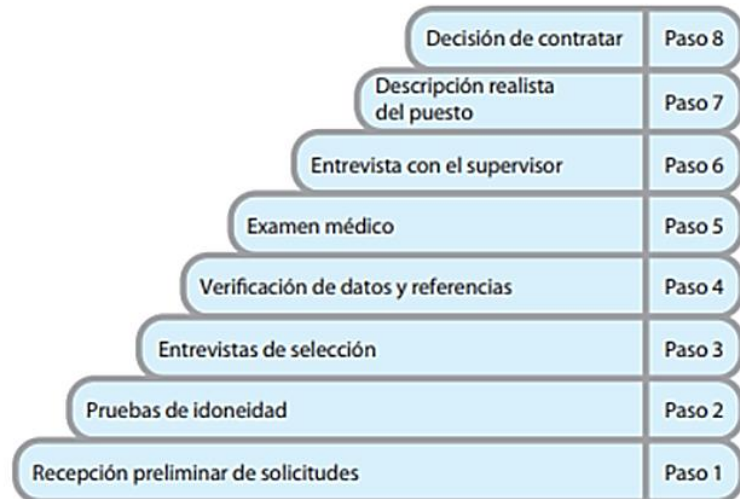 Decisión de contratar Paso 8
Descripción realista
del puesto Paso 7
Entrevista con el supervisor Paso 6
Examen médico Paso 5
Verificación de datos y referencias Paso 4
Entrevistas de selección Paso 3
Pruebas de idoneidad Paso 2
Recepción preliminar de solicitudes Paso 1